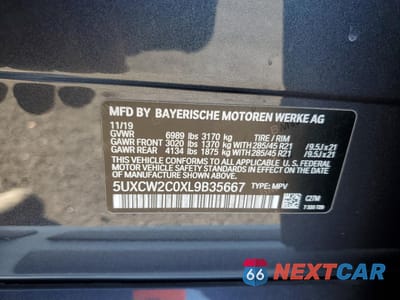 MFD BY BAYERISCHE MOTOREN WERKE AG
11/19
GVWR 6989 lbs 3170 kg TIRE / RIM
GAWR FRONT 3020 lbs 1370 kg WITH 285/45 R21 /9.5J x 21
GAWR REAR 4134 lbs 1875 kg WITH 285/45 R21 /9.5J x 21
THIS VEHICLE CONFORMS TO ALL APPLICABLE U.S. FEDERAL
MOTOR VEHICLE SAFETY
STANDARDS IN EFFECT ON THE DATE OF MANUFACTURE SHOWN ABOVE.
5UXCW2C0XL9B35667 TYPE: MPV
66 NEXTCAR